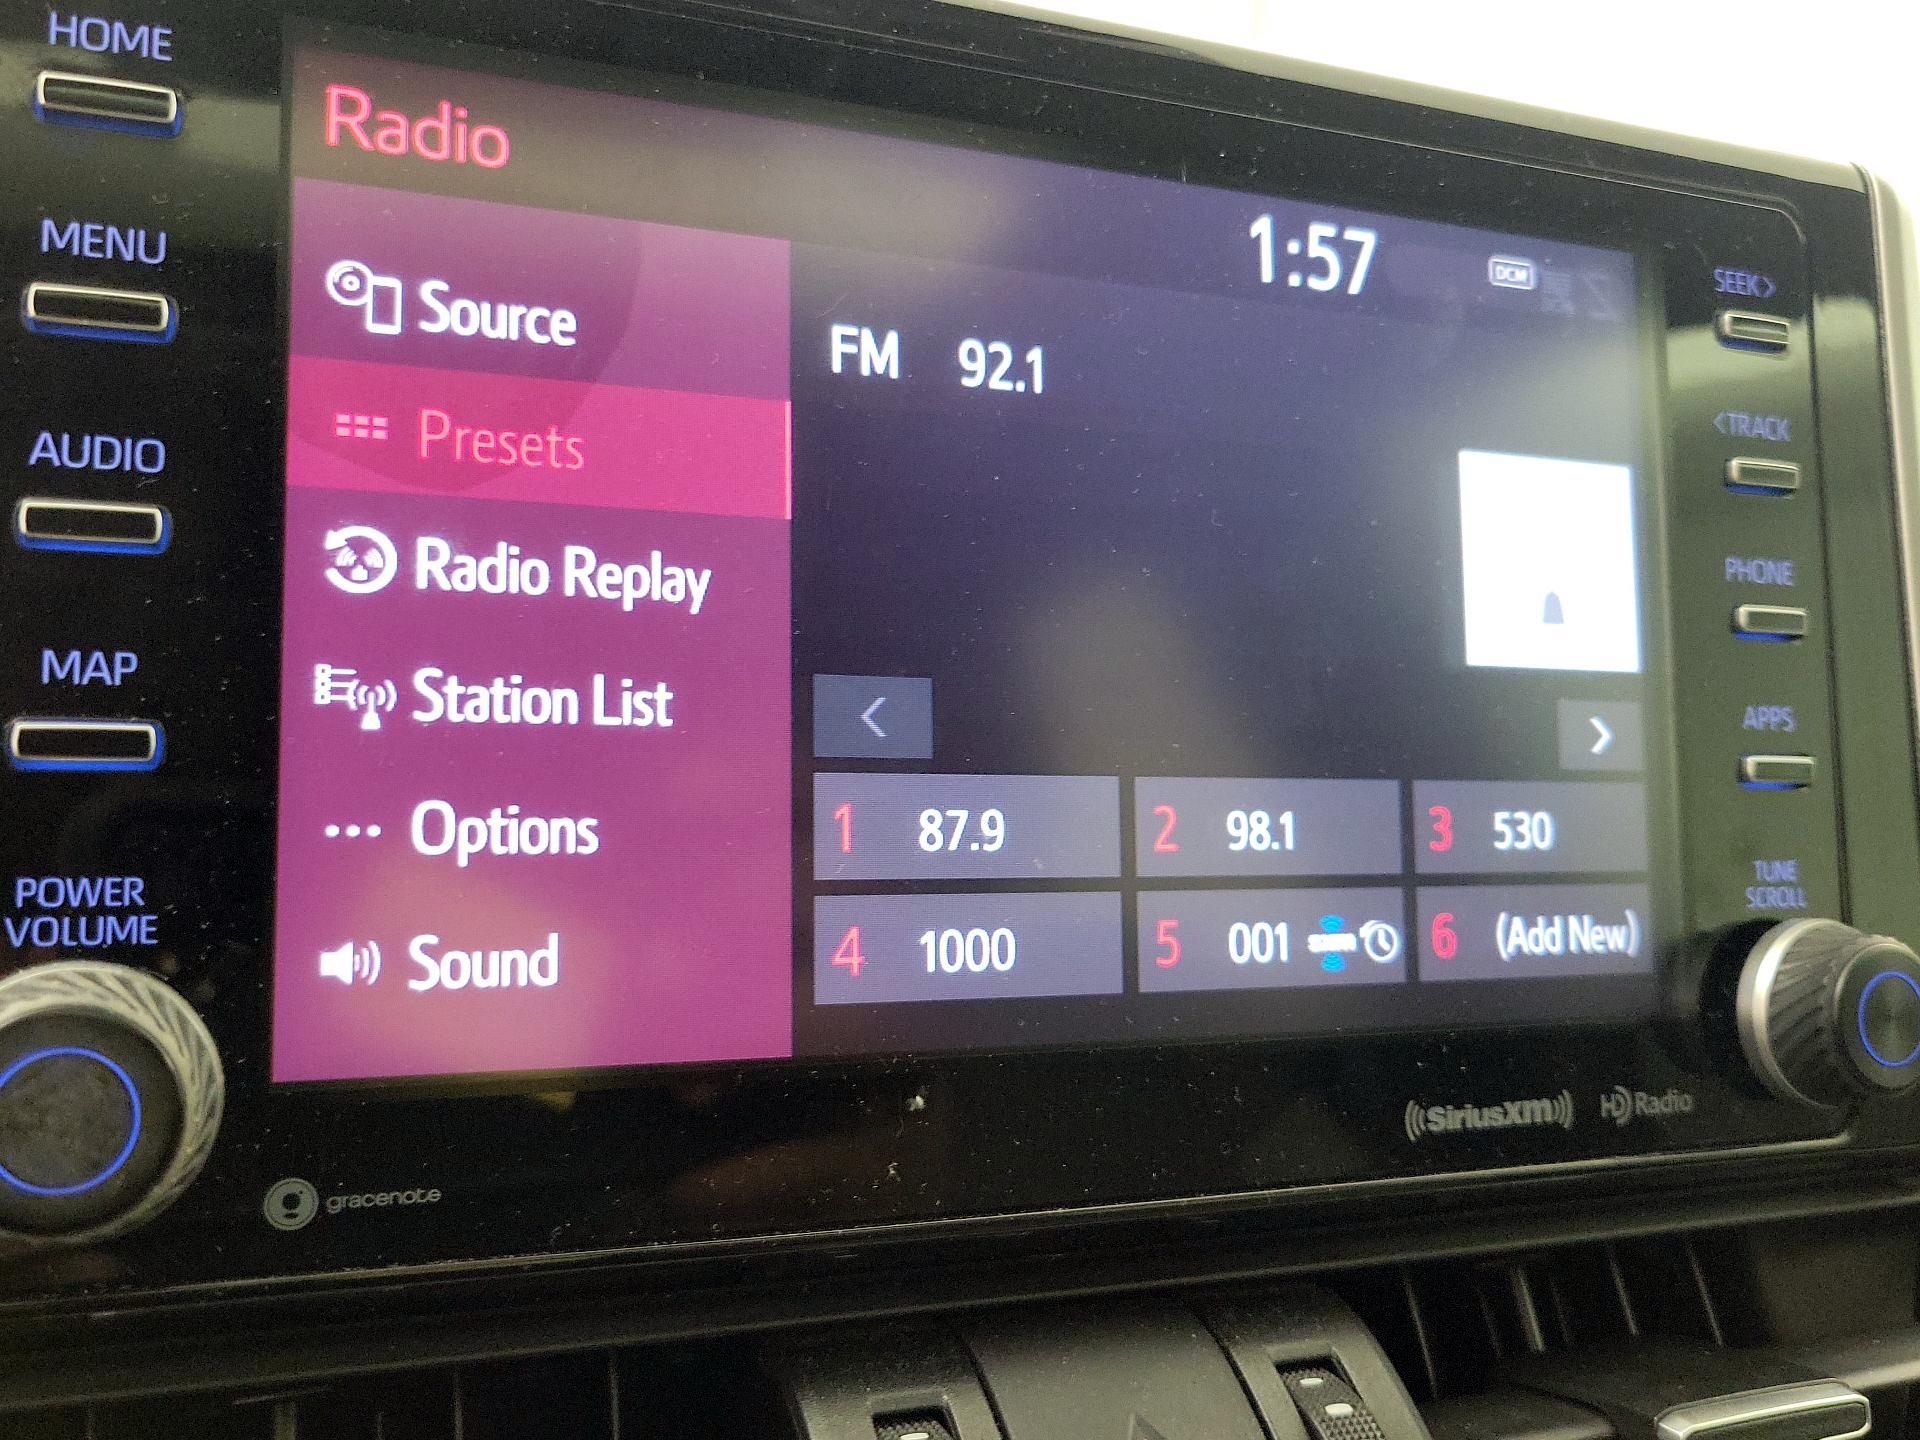 HOME
MENU
AUDIO
MAP
POWER
VOLUME
Radio
1:57
DCM
Source
Presets
Radio Replay
Station List
Options
Sound
FM 92.1
1 87.9
2 98.1
3 530
4 1000
5 001
6 (Add New)
SEEK>
<TRACK
PHONE
APPS
TUNE
SCROLL
gracenote
((SiriusXM))
HD Radio